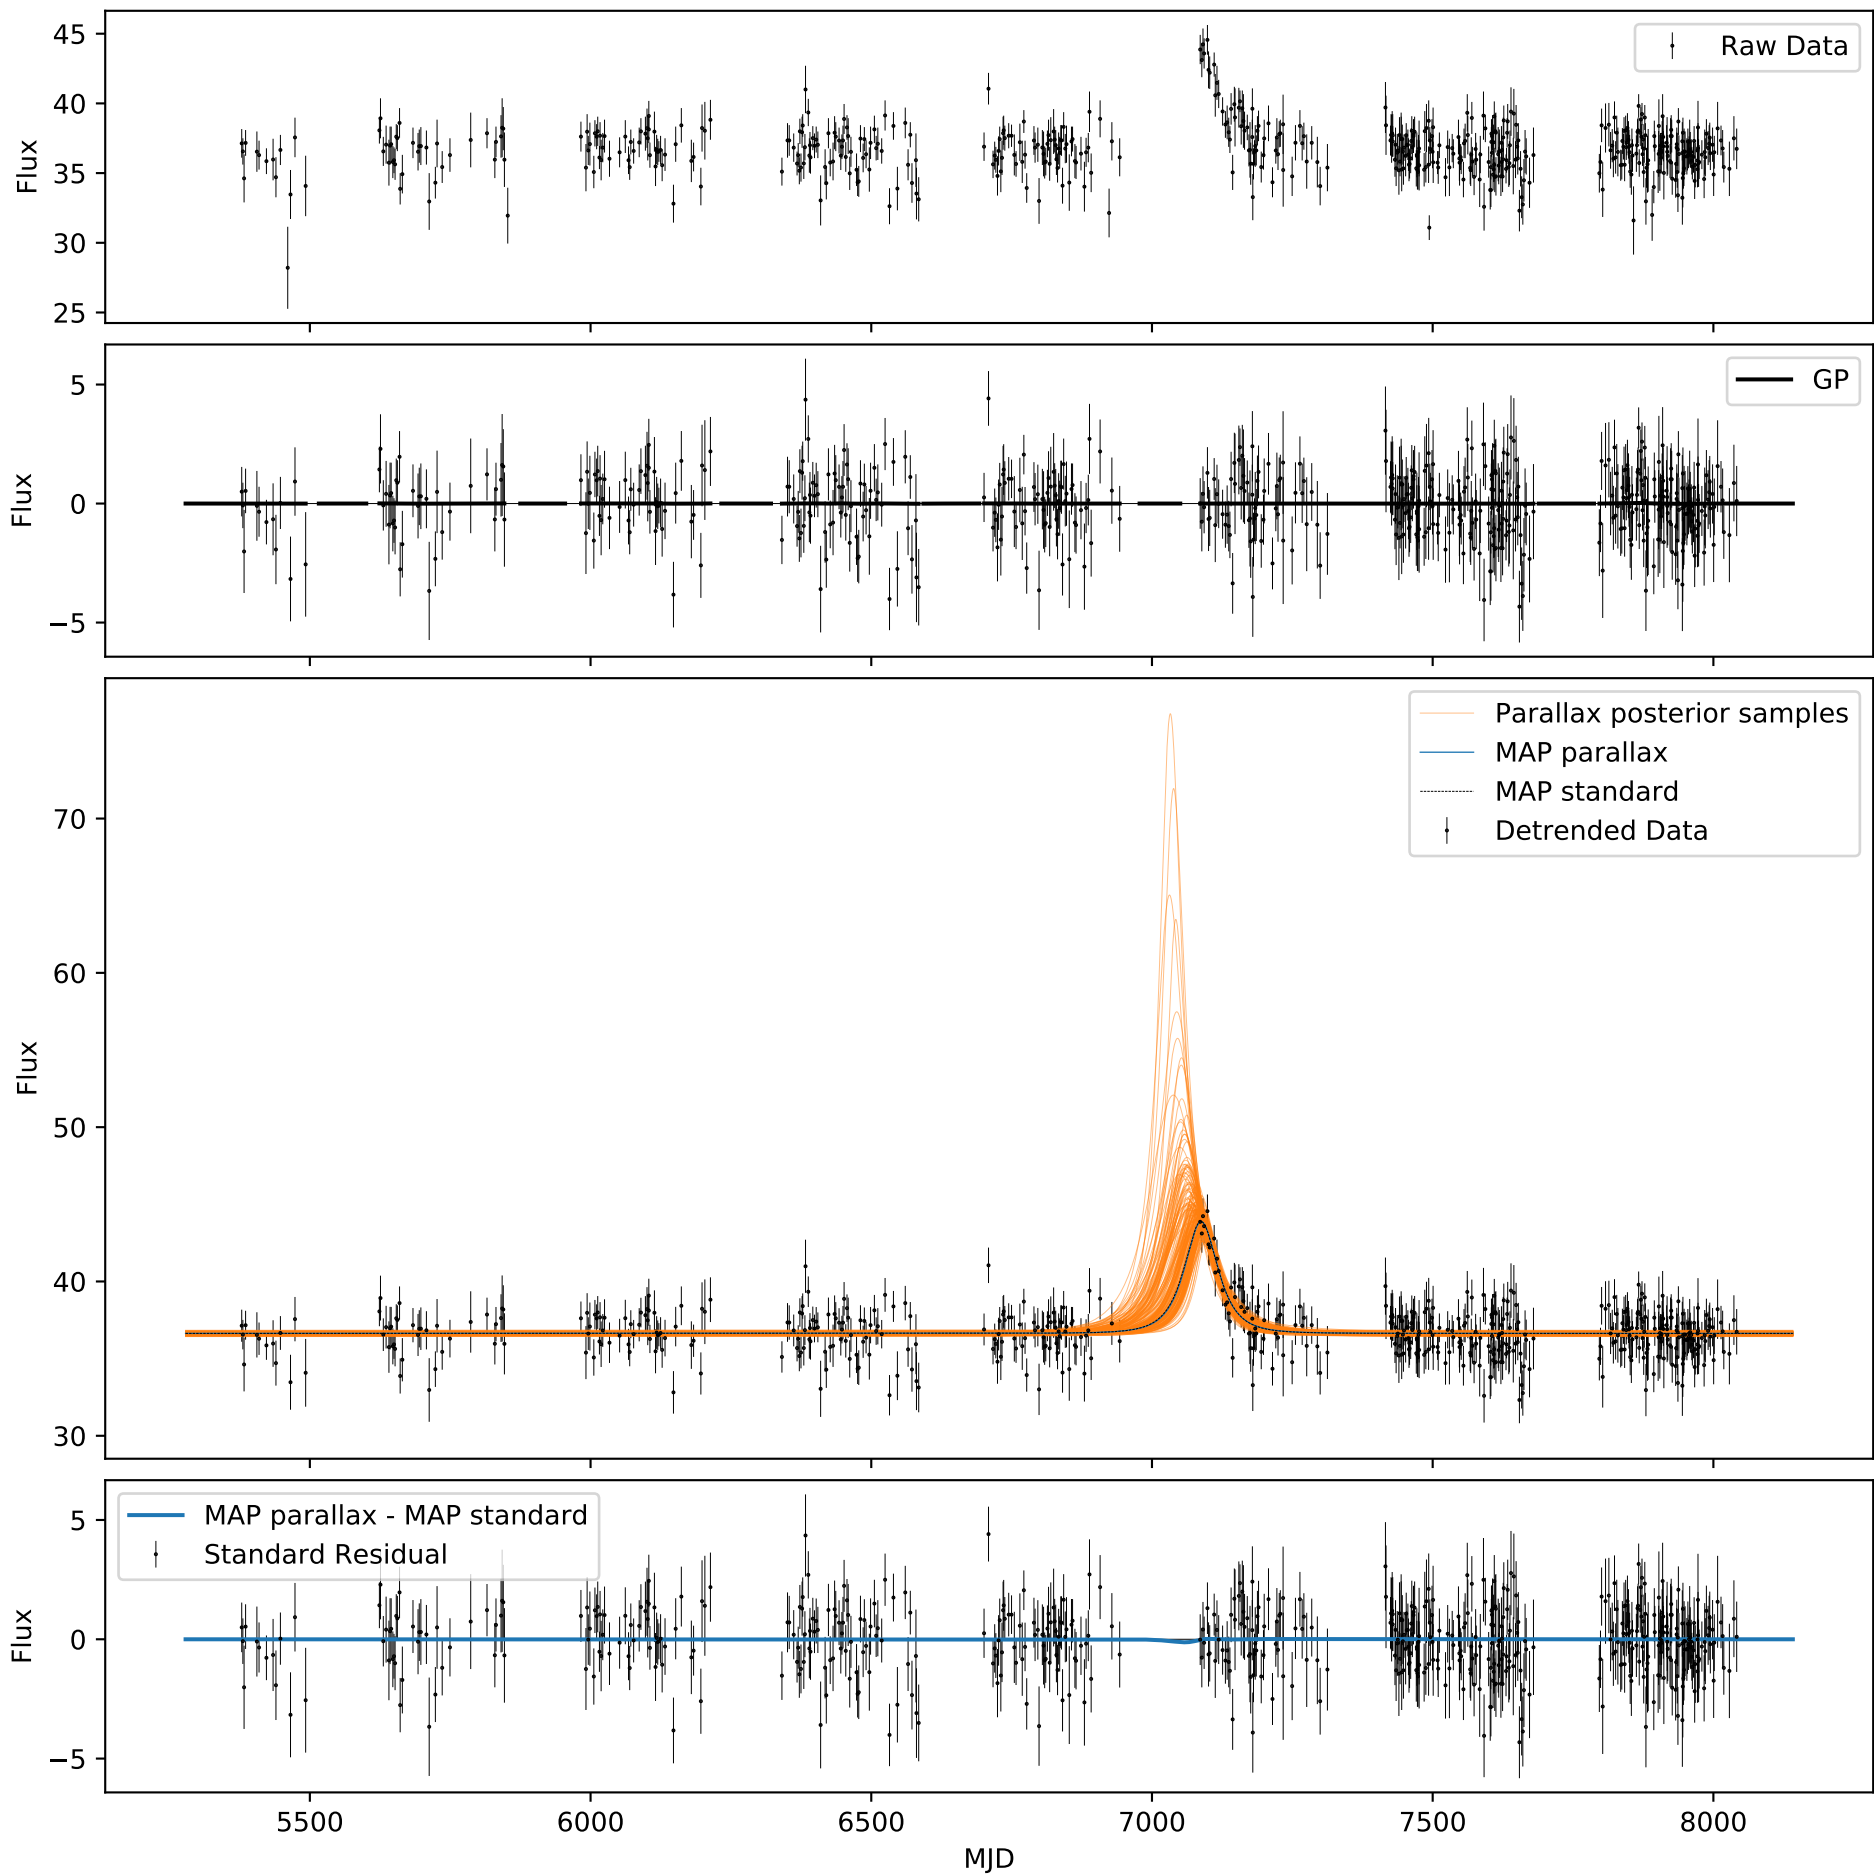 45
40
35
30
25
Flux
Raw Data
5
0
−5
Flux
GP
70
60
50
40
30
Flux
Parallax posterior samples
MAP parallax
MAP standard
Detrended Data
5
0
−5
Flux
MAP parallax - MAP standard
Standard Residual
5500 6000 6500 7000 7500 8000
MJD